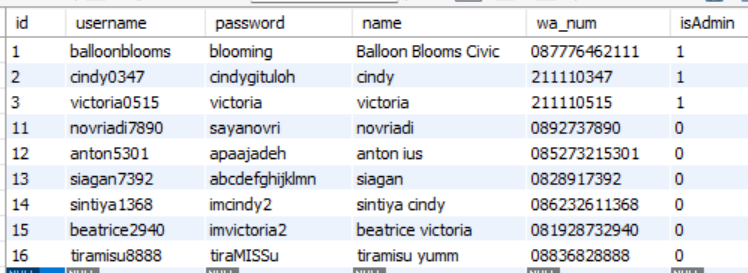 id username password name wa_num isAdmin
1 balloonblooms blooming Balloon Blooms Civic 087776462111 1
2 cindy0347 cindygituloh cindy 211110347 1
3 victoria0515 victoria victoria 211110515 1
11 novriadi7890 sayanovri novriadi 0892737890 0
12 anton5301 apaajadeh anton ius 085273215301 0
13 siagan7392 abcdefghijklmn siagan 0828917392 0
14 sintiya1368 imcindy2 sintiya cindy 086232611368 0
15 beatrice2940 imvictoria2 beatrice victoria 081928732940 0
16 tiramisu8888 tiraMISSu tiramisu yumm 08836828888 0
NULL NULL NULL NULL NULL NULL